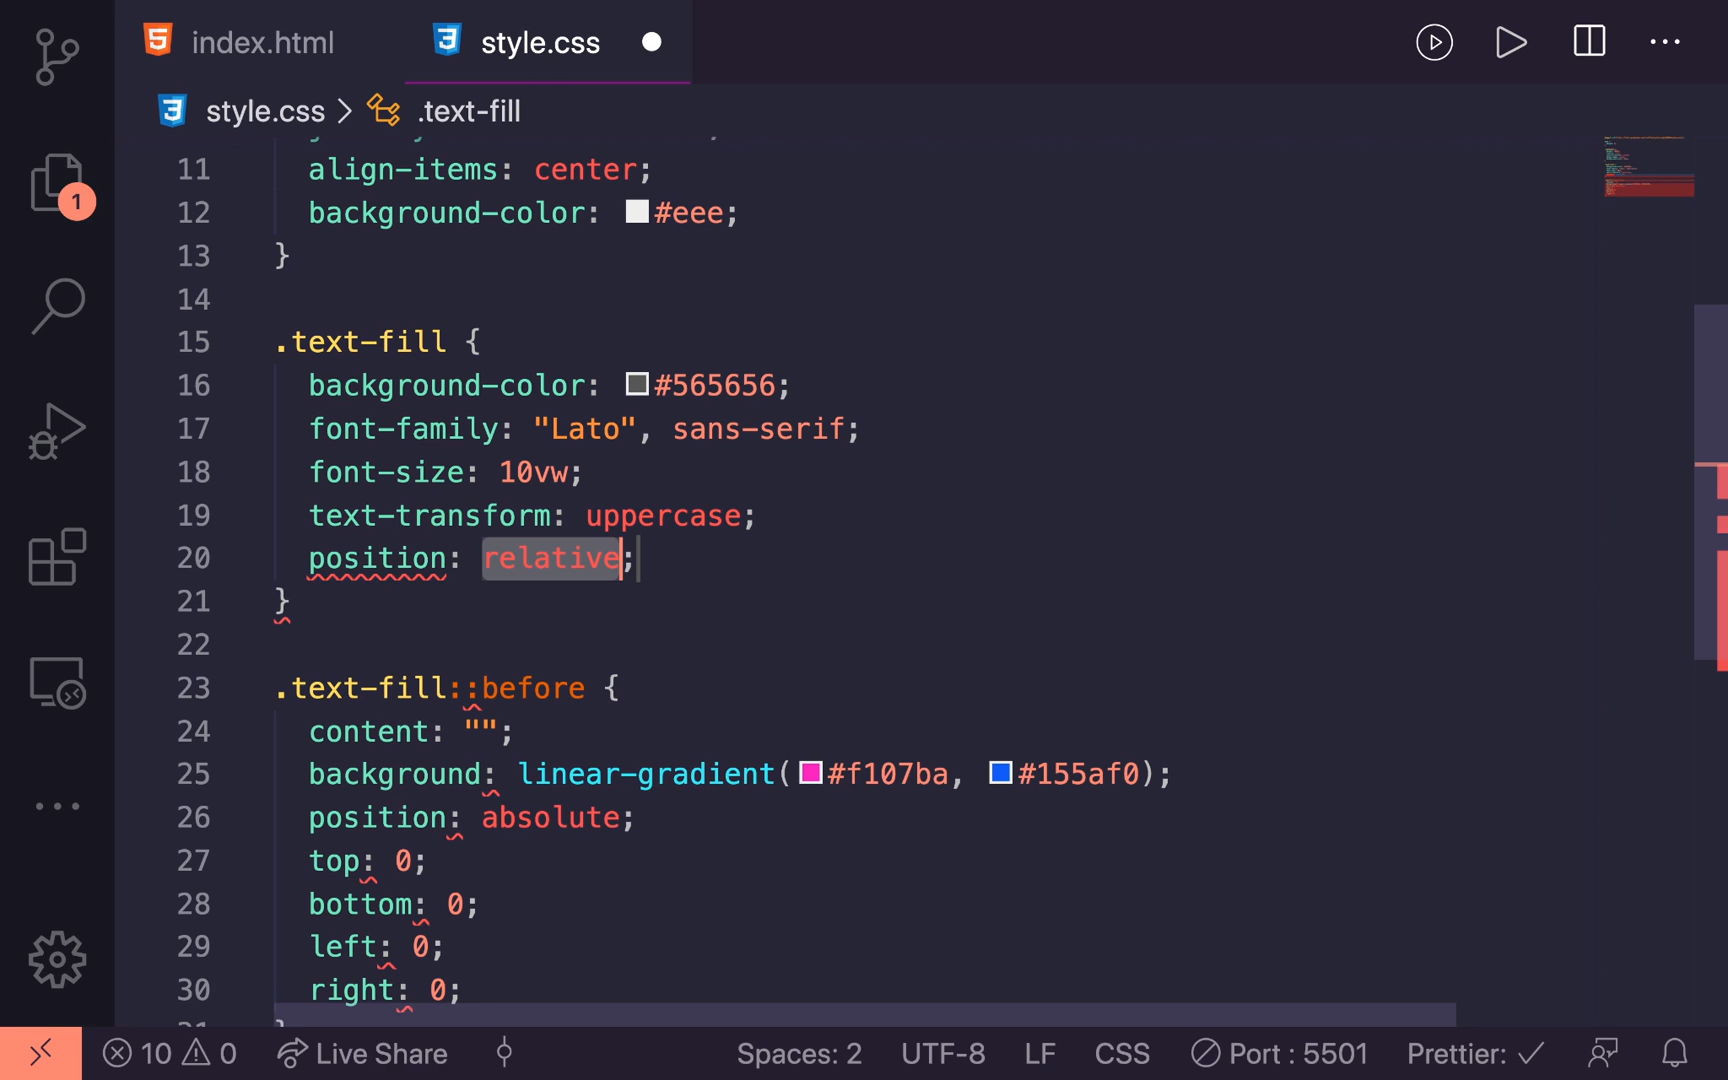 index.html
style.css
style.css > .text-fill
1
11 align-items: center;
12 background-color: #eee;
13 }
14
15 .text-fill {
16 background-color: #565656;
17 font-family: "Lato", sans-serif;
18 font-size: 10vw;
19 text-transform: uppercase;
20 position: relative;
21 }
22
23 .text-fill::before {
24 content: "";
25 background: linear-gradient(#f107ba, #155af0);
26 position: absolute;
27 top: 0;
28 bottom: 0;
29 left: 0;
30 right: 0;
10 0 Live Share Spaces: 2 UTF-8 LF CSS Port : 5501 Prettier: ✓